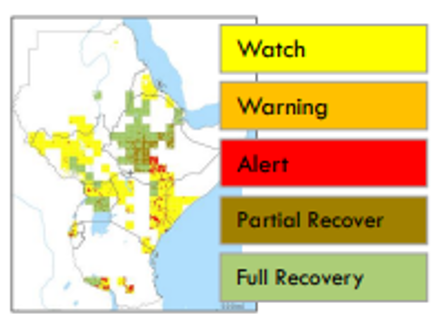 Watch
Warning
Alert
Partial Recover
Full Recovery